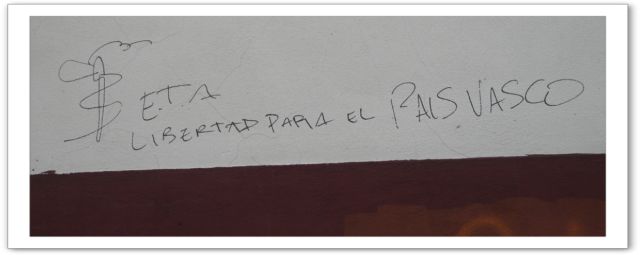 E.T.A
LIBERTAD PARA EL PAIS VASCO